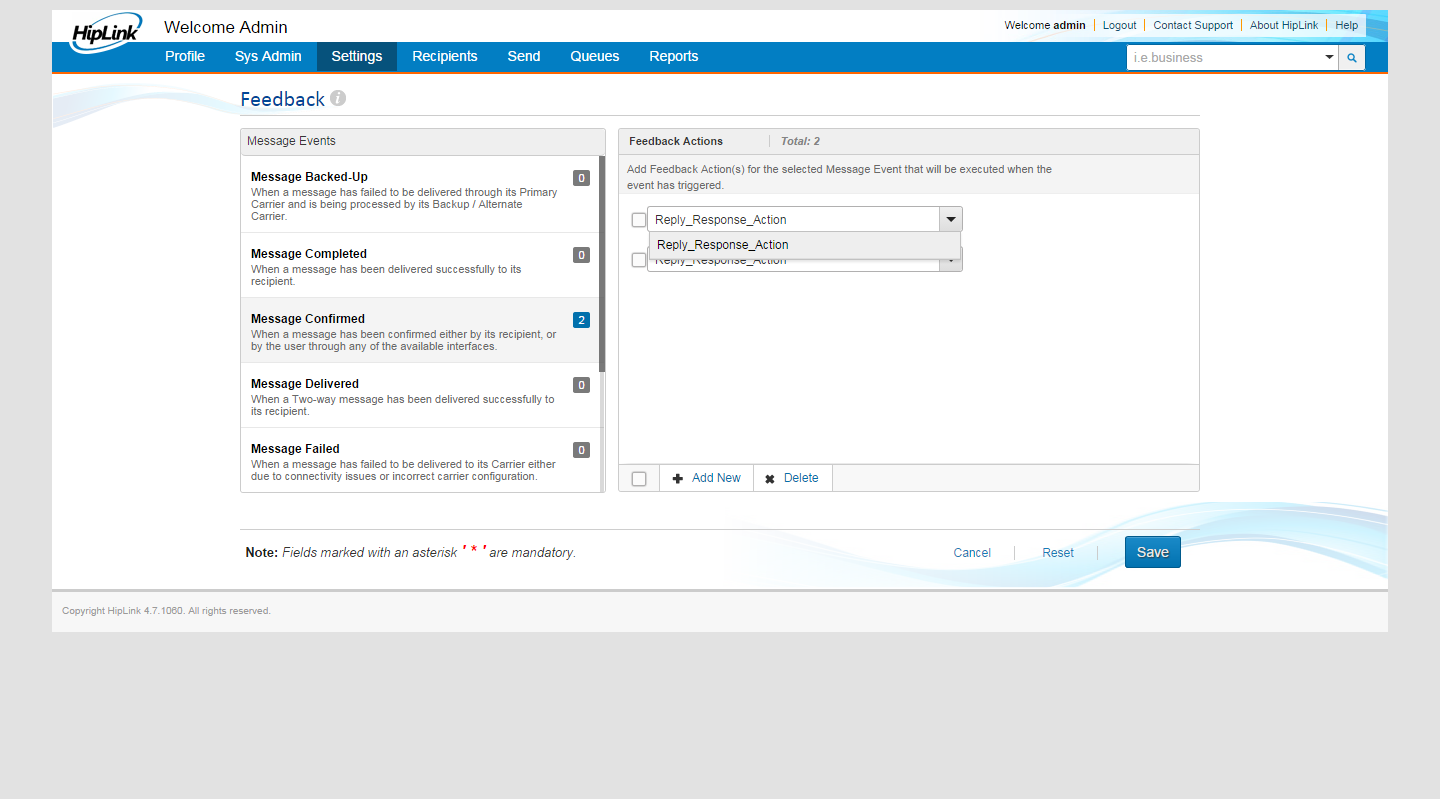 HipLink
Welcome Admin
Welcome admin Logout Contact Support About HipLink Help
Profile Sys Admin Settings Recipients Send Queues Reports
i.e.business
Feedback i
Message Events
Message Backed-Up 0
When a message has failed to be delivered through its Primary
Carrier and is being processed by its Backup / Alternate
Carrier.
Message Completed 0
When a message has been delivered successfully to its
recipient.
Message Confirmed 2
When a message has been confirmed either by its recipient, or
by the user through any of the available interfaces.
Message Delivered 0
When a Two-way message has been delivered successfully to
its recipient.
Message Failed 0
When a message has failed to be delivered to its Carrier either
due to connectivity issues or incorrect carrier configuration.
Feedback Actions Total: 2
Add Feedback Action(s) for the selected Message Event that will be executed when the
event has triggered.
Reply_Response_Action
Reply_Response_Action
Reply_Response_Action
Add New Delete
Note: Fields marked with an asterisk ' * ' are mandatory.
Cancel Reset Save
Copyright HipLink 4.7.1060. All rights reserved.